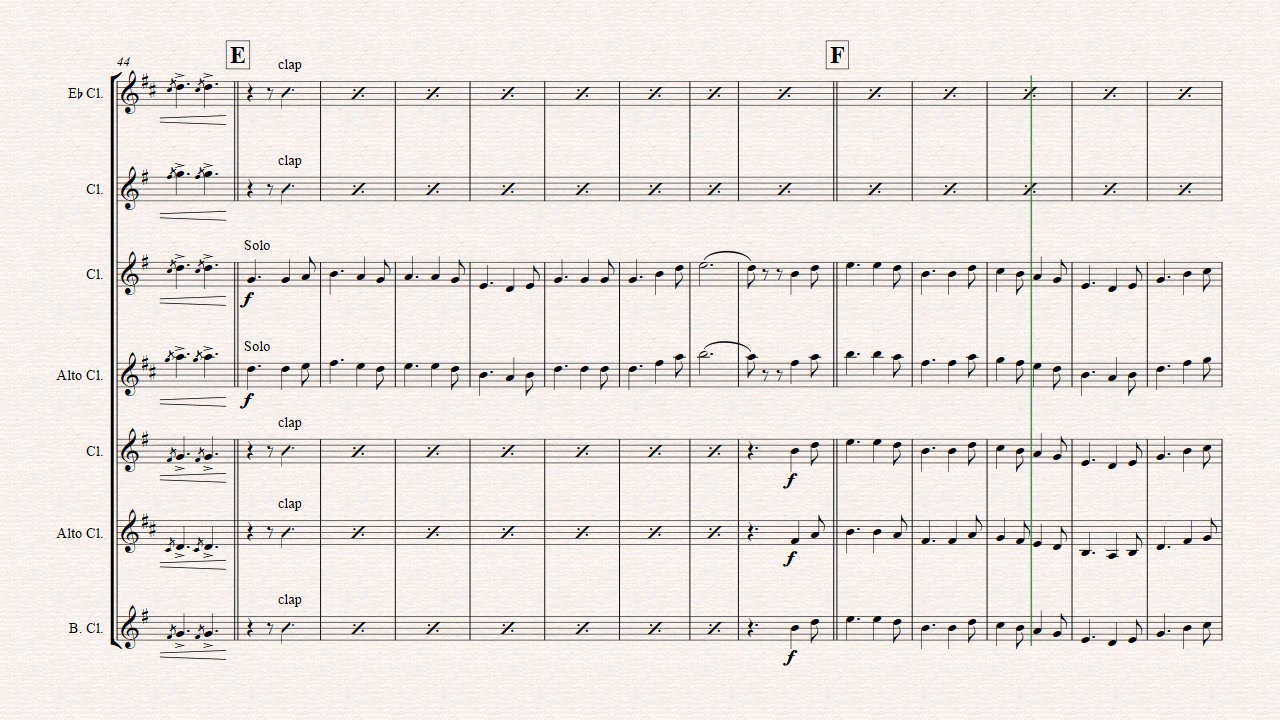 E F
44 clap
E♭ Cl.
clap
Cl.
Solo
Cl.
f
Solo
Alto Cl.
f
clap
Cl.
f
clap
Alto Cl.
f
clap
B. Cl.
f